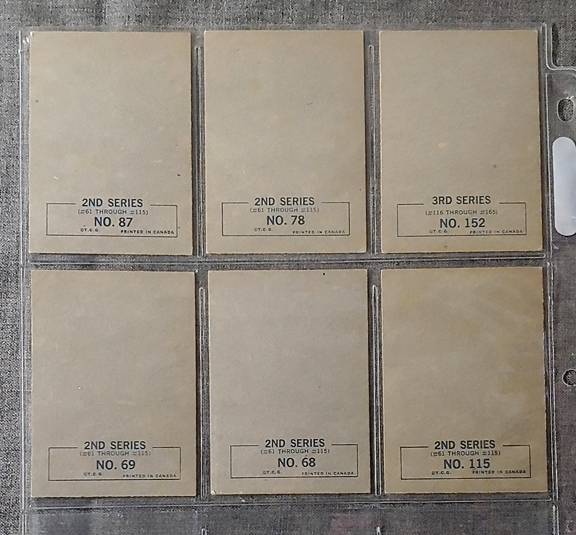 2ND SERIES
(#61 THROUGH #115)
NO. 87
©T.C.G. PRINTED IN CANADA
2ND SERIES
(#61 THROUGH #115)
NO. 78
©T.C.G. PRINTED IN CANADA
3RD SERIES
(#116 THROUGH #165)
NO. 152
©T.C.G. PRINTED IN CANADA
2ND SERIES
(#61 THROUGH #115)
NO. 69
©T.C.G. PRINTED IN CANADA
2ND SERIES
(#61 THROUGH #115)
NO. 68
©T.C.G. PRINTED IN CANADA
2ND SERIES
(#61 THROUGH #115)
NO. 115
©T.C.G. PRINTED IN CANADA